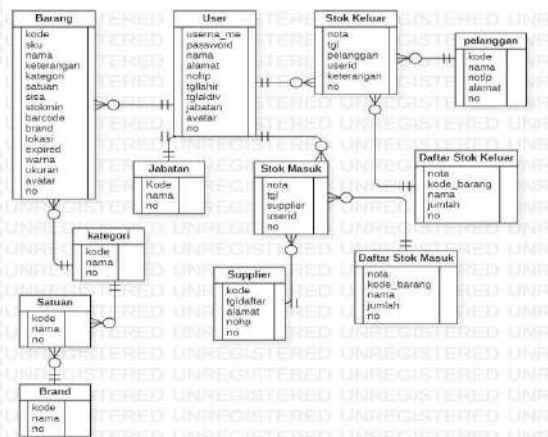 Barang
kode
sku
nama
keterangan
kategori
satuan
sisa
stokmin
barcode
brand
lokasi
expired
warna
ukuran
avatar
no
User
userna_me
password
nama
alamat
nohp
tgllahir
tglaktiv
jabatan
avatar
no
Stok Keluar
nota
tgl
pelanggan
userid
keterangan
no
pelanggan
kode
nama
notlp
alamat
no
Jabatan
Kode
nama
no
Stok Masuk
nota
tgl
supplier
userid
no
Daftar Stok Keluar
nota
kode_barang
nama
jumlah
no
kategori
kode
nama
no
Supplier
kode
tgldaftar
alamat
nohp
no
Daftar Stok Masuk
nota
kode_barang
nama
jumlah
no
Satuan
kode
nama
no
Brand
kode
nama
no
UNREGISTERED